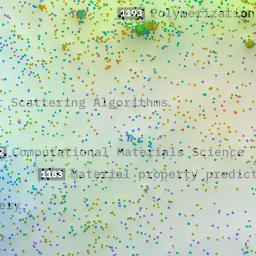 1193 Polymerization
Scattering Algorithms
Computational Materials Science
1183 Material property predict
ery